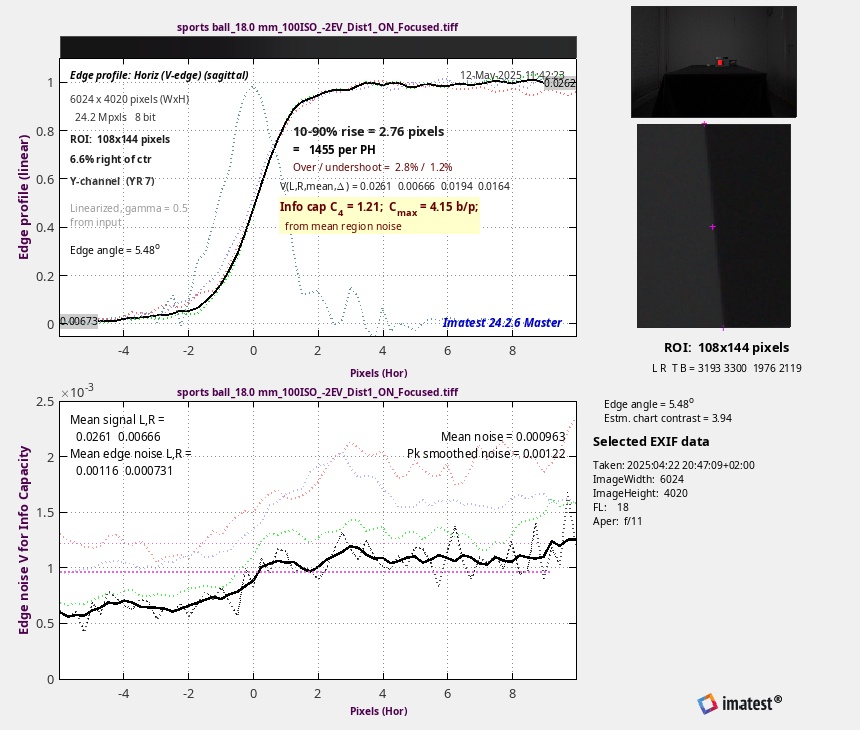 sports ball_18.0 mm_100ISO_-2EV_Dist1_ON_Focused.tiff
Edge profile: Horiz (V-edge) (sagittal)
12-May-2025 11:42:23
0.0262
6024 x 4020 pixels (WxH)
24.2 Mpxls 8 bit
ROI: 108x144 pixels
6.6% right of ctr
Y-channel (YR 7)
Linearized, gamma = 0.5
from input
Edge angle = 5.48°
10-90% rise = 2.76 pixels
= 1455 per PH
Over / undershoot = 2.8% / 1.2%
V(L,R,mean,Δ) = 0.0261 0.00666 0.0194 0.0164
Info cap C4 = 1.21; Cmax = 4.15 b/p;
from mean region noise
0.00673
Imatest 24.2.6 Master
Edge profile (linear)
1
0.8
0.6
0.4
0.2
0
-4 -2 0 2 4 6 8
Pixels (Hor)
ROI: 108x144 pixels
L R T B = 3193 3300 1976 2119
sports ball_18.0 mm_100ISO_-2EV_Dist1_ON_Focused.tiff
×10-3
Mean signal L,R =
0.0261 0.00666
Mean edge noise L,R =
0.00116 0.000731
Mean noise = 0.000963
Pk smoothed noise = 0.00122
Edge noise V for Info Capacity
2.5
2
1.5
1
0.5
0
-4 -2 0 2 4 6 8
Pixels (Hor)
Edge angle = 5.48°
Estm. chart contrast = 3.94
Selected EXIF data
Taken: 2025:04:22 20:47:09+02:00
ImageWidth: 6024
ImageHeight: 4020
FL: 18
Aper: f/11
imatest®